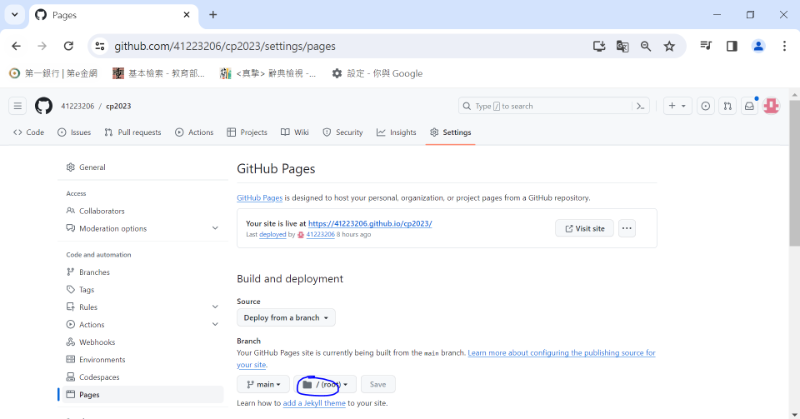 Pages
github.com/41223206/cp2023/settings/pages
第一銀行 | 第e金網 基本檢索 - 教育部... <真摯> 辭典檢視 -... 設定 - 你與 Google
41223206 / cp2023 Type / to search
Code Issues Pull requests Actions Projects Wiki Security Insights Settings
General
Access
Collaborators
Moderation options
Code and automation
Branches
Tags
Rules
Actions
Webhooks
Environments
Codespaces
Pages
GitHub Pages
GitHub Pages is designed to host your personal, organization, or project pages from a GitHub repository.
Your site is live at https://41223206.github.io/cp2023/
Last deployed by 41223206 8 hours ago
Visit site
Build and deployment
Source
Deploy from a branch
Branch
Your GitHub Pages site is currently being built from the main branch. Learn more about configuring the publishing source for
your site.
main / (root) Save
Learn how to add a Jekyll theme to your site.